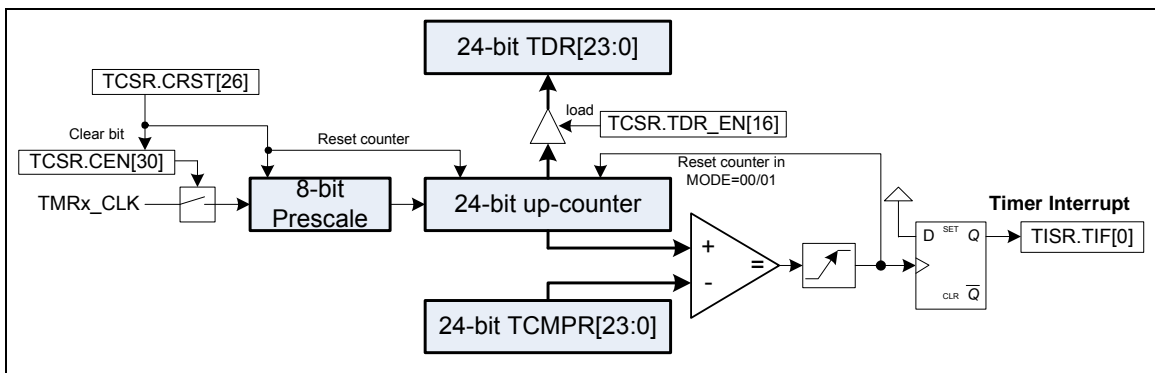 24-bit TDR[23:0]
TCSR.CRST[26]
load
TCSR.TDR_EN[16]
Clear bit
Reset counter
TCSR.CEN[30]
Reset counter in
MODE=00/01
TMRx_CLK
8-bit
Prescale
24-bit up-counter
Timer Interrupt
+
=
-
D
SET
Q
TISR.TIF[0]
CLR
Q
24-bit TCMPR[23:0]